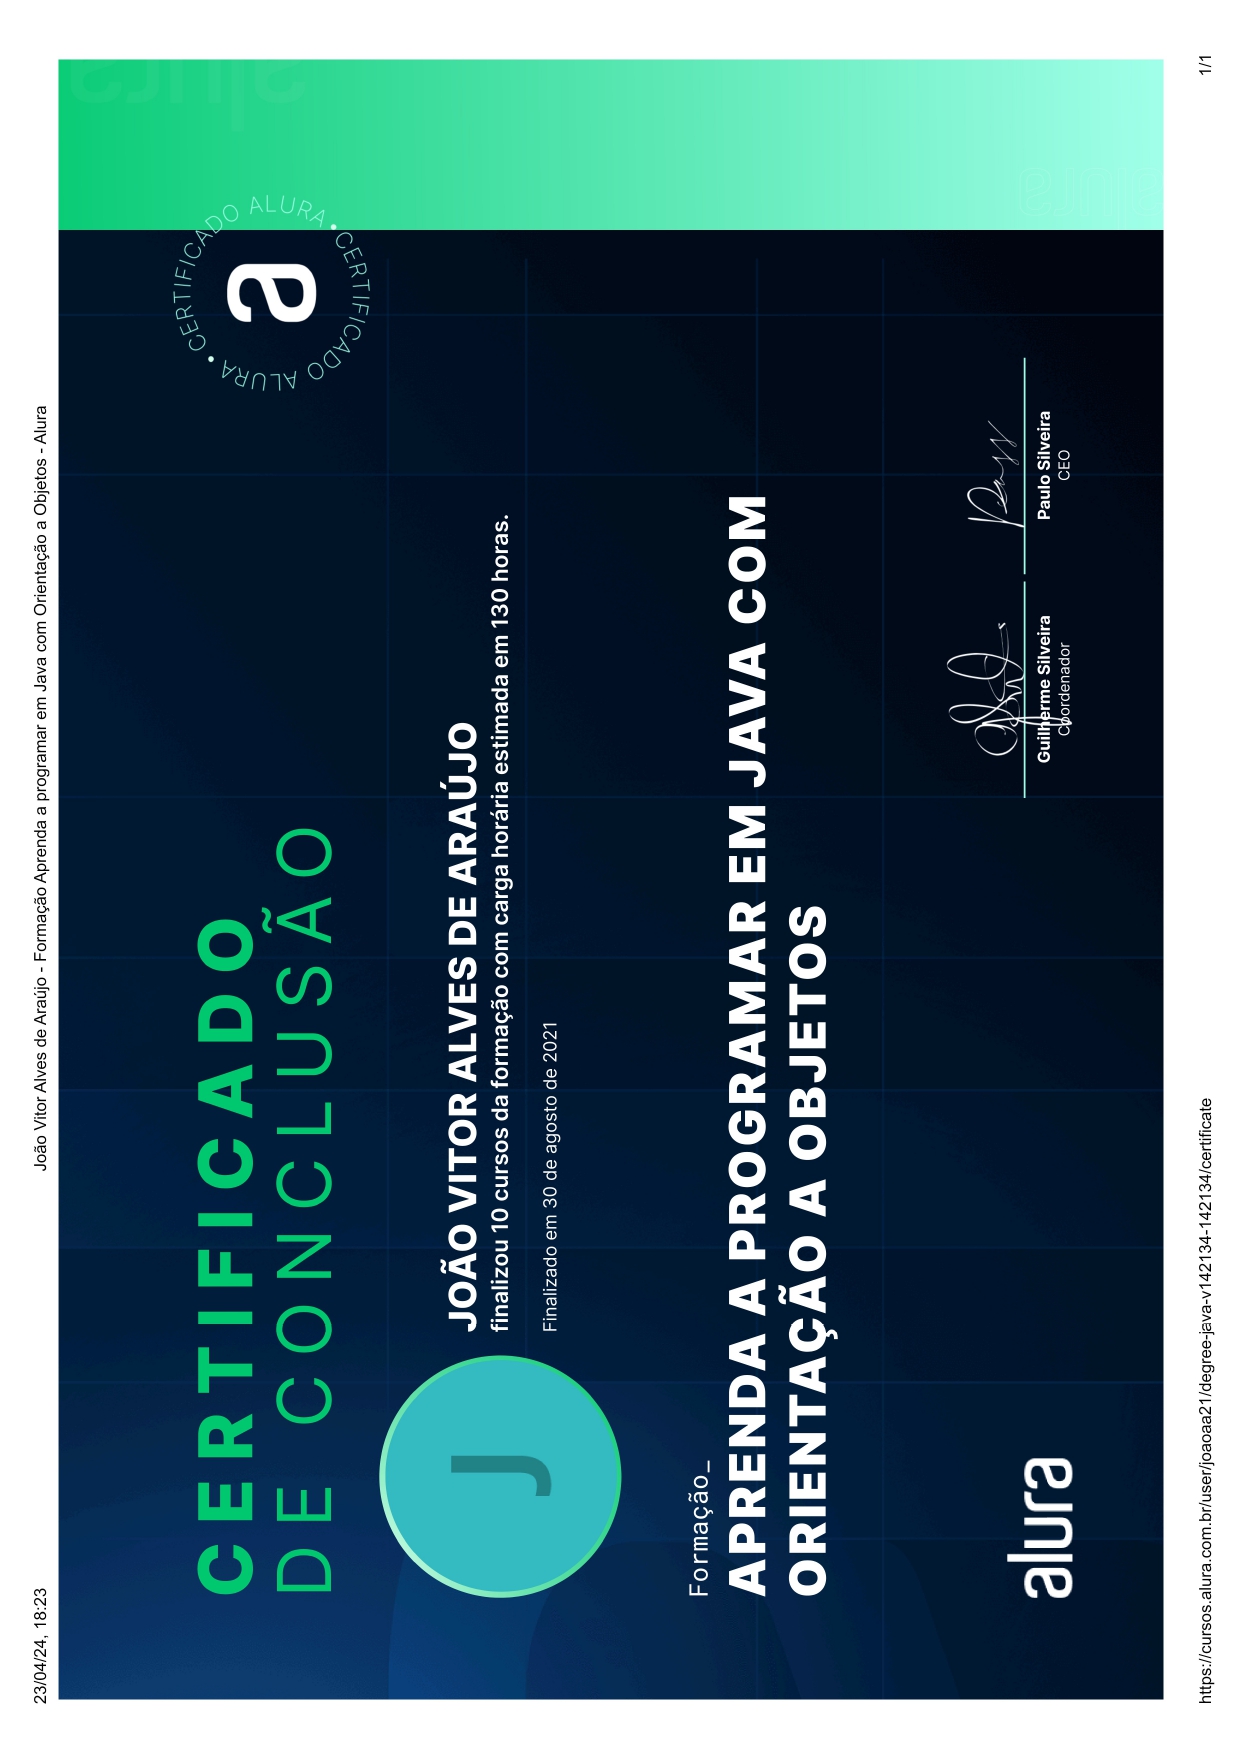 23/04/24, 18:23
João Vitor Alves de Araújo - Formação Aprenda a programar em Java com Orientação a Objetos - Alura
alura
CERTIFICADO ALURA • CERTIFICADO ALURA •
a
CERTIFICADO
DE CONCLUSÃO
J
JOÃO VITOR ALVES DE ARAÚJO
finalizou 10 cursos da formação com carga horária estimada em 130 horas.
Finalizado em 30 de agosto de 2021
Formação_
APRENDA A PROGRAMAR EM JAVA COM
ORIENTAÇÃO A OBJETOS
alura
Guilherme Silveira
Coordenador
Paulo Silveira
CEO
alura
https://cursos.alura.com.br/user/joaoaa21/degree-java-v142134-142134/certificate
1/1